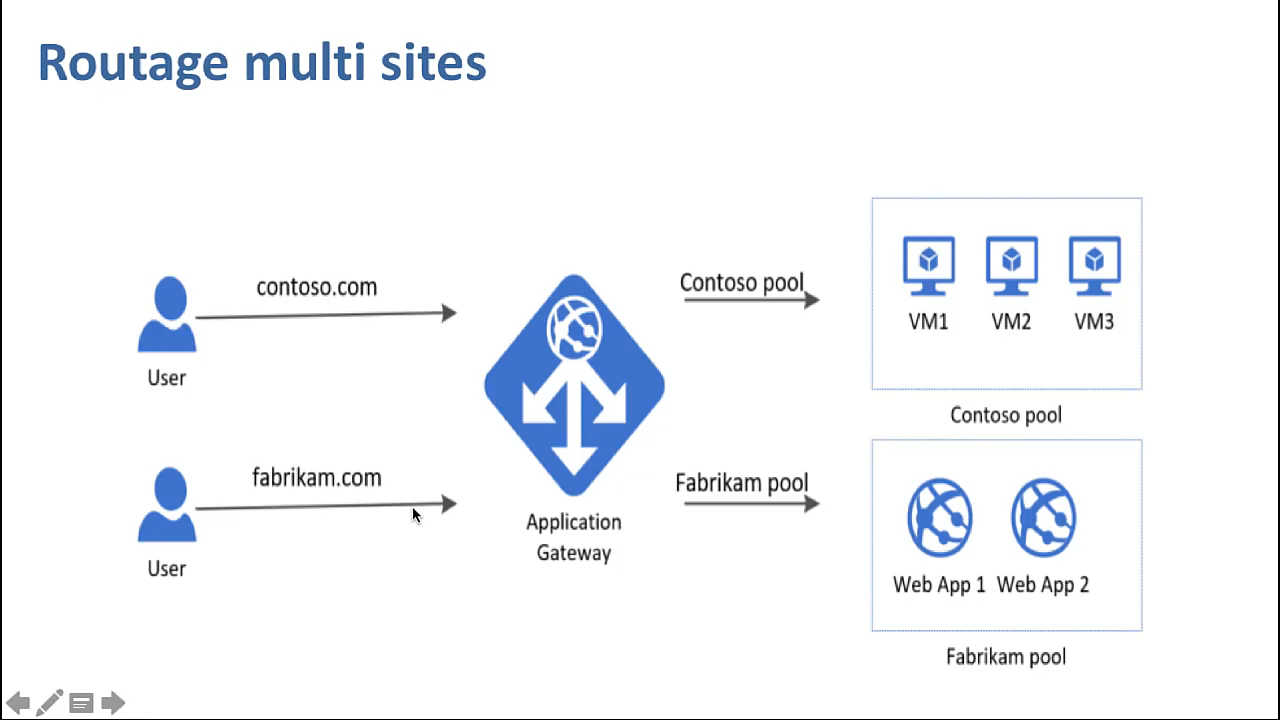 Routage multi sites
contoso.com
User
fabrikam.com
User
Application
Gateway
Contoso pool
Fabrikam pool
VM1 VM2 VM3
Contoso pool
Web App 1 Web App 2
Fabrikam pool